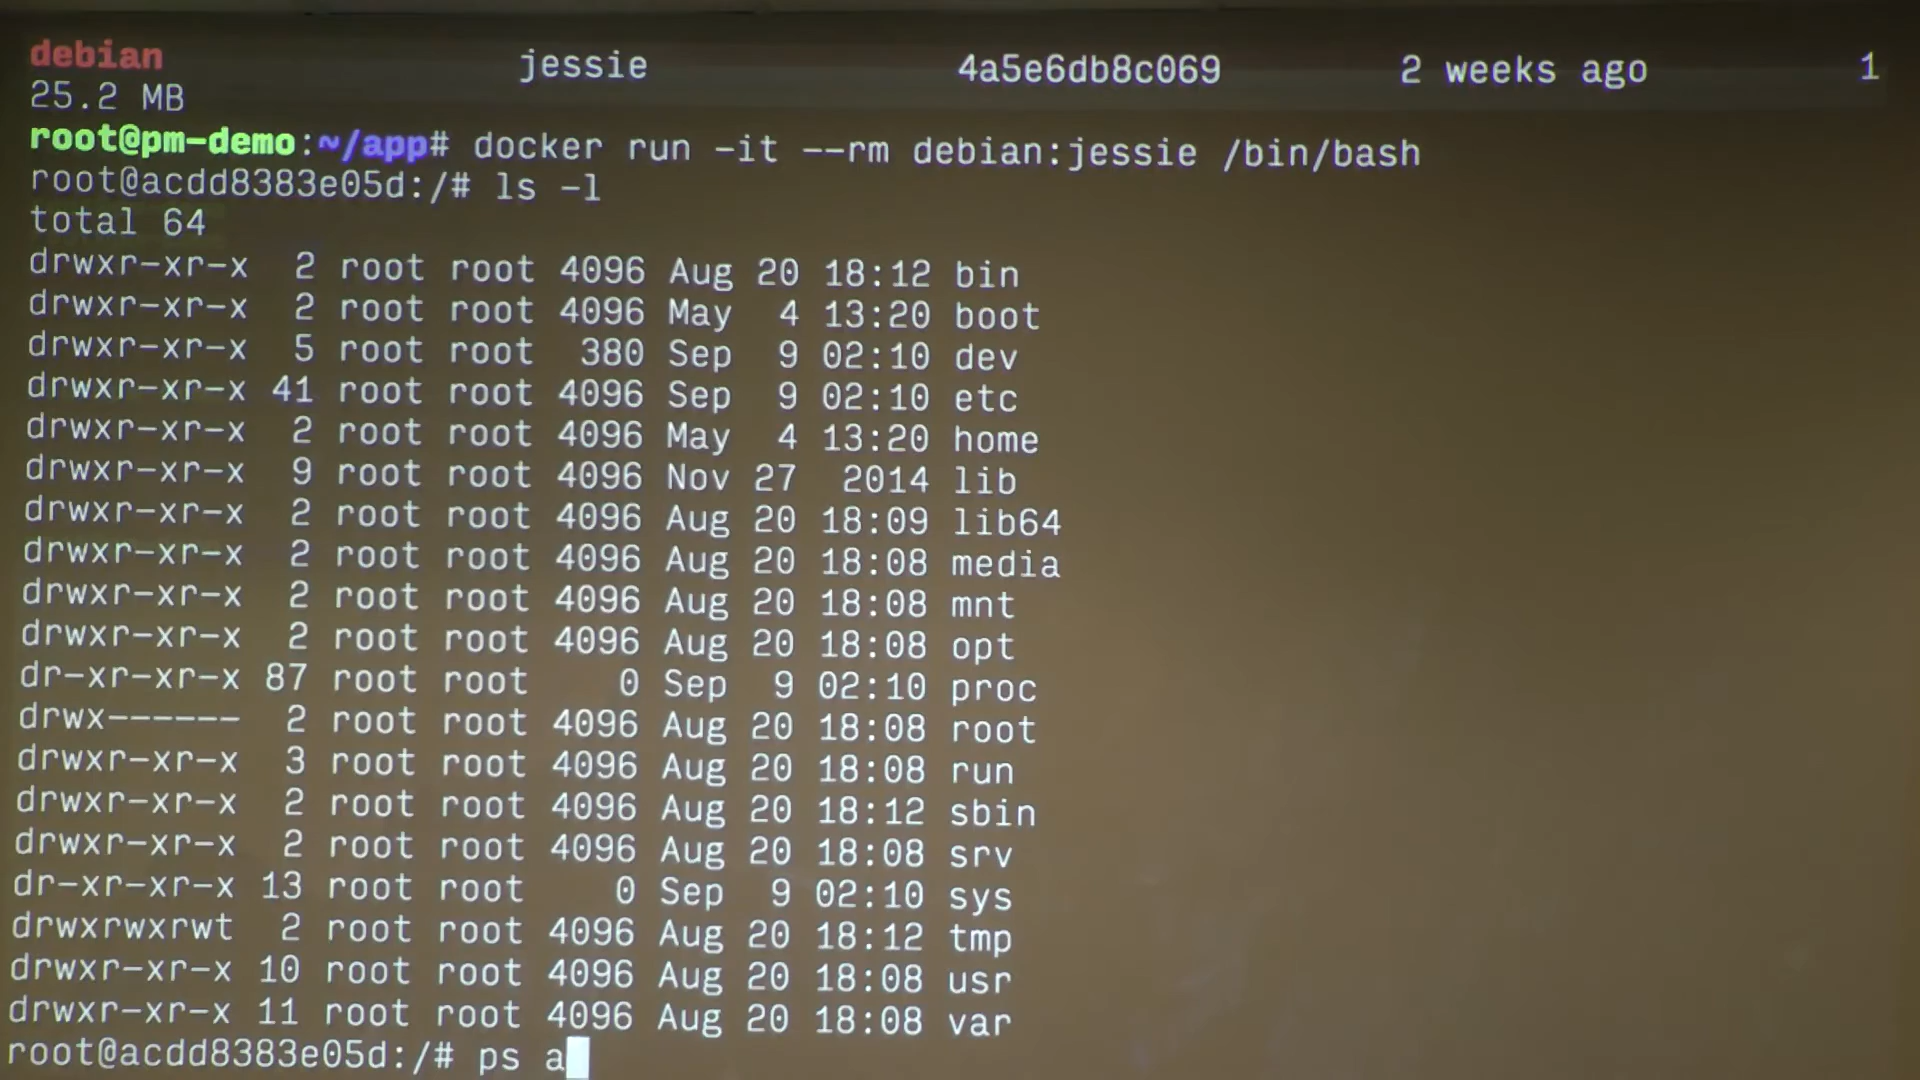 debian jessie 4a5e6db8c069 2 weeks ago 1
25.2 MB
root@pm-demo:~/app# docker run -it --rm debian:jessie /bin/bash
root@acdd8383e05d:/# ls -l
total 64
drwxr-xr-x 2 root root 4096 Aug 20 18:12 bin
drwxr-xr-x 2 root root 4096 May 4 13:20 boot
drwxr-xr-x 5 root root 380 Sep 9 02:10 dev
drwxr-xr-x 41 root root 4096 Sep 9 02:10 etc
drwxr-xr-x 2 root root 4096 May 4 13:20 home
drwxr-xr-x 9 root root 4096 Nov 27 2014 lib
drwxr-xr-x 2 root root 4096 Aug 20 18:09 lib64
drwxr-xr-x 2 root root 4096 Aug 20 18:08 media
drwxr-xr-x 2 root root 4096 Aug 20 18:08 mnt
drwxr-xr-x 2 root root 4096 Aug 20 18:08 opt
dr-xr-xr-x 87 root root 0 Sep 9 02:10 proc
drwx------ 2 root root 4096 Aug 20 18:08 root
drwxr-xr-x 3 root root 4096 Aug 20 18:08 run
drwxr-xr-x 2 root root 4096 Aug 20 18:12 sbin
drwxr-xr-x 2 root root 4096 Aug 20 18:08 srv
dr-xr-xr-x 13 root root 0 Sep 9 02:10 sys
drwxrwxrwt 2 root root 4096 Aug 20 18:12 tmp
drwxr-xr-x 10 root root 4096 Aug 20 18:08 usr
drwxr-xr-x 11 root root 4096 Aug 20 18:08 var
root@acdd8383e05d:/# ps a